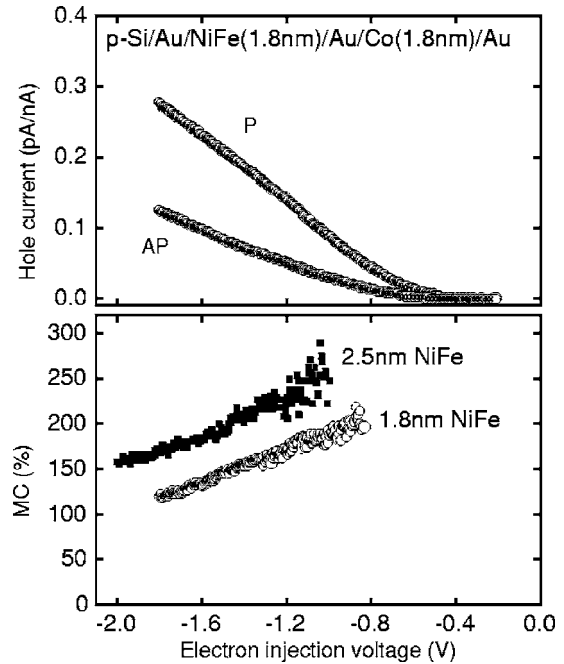 p-Si/Au/NiFe(1.8nm)/Au/Co(1.8nm)/Au
0.4
0.3
0.2
0.1
0.0
Hole current (pA/nA)
P
AP
300
250
200
150
100
50
0
MC (%)
2.5nm NiFe
1.8nm NiFe
-2.0 -1.6 -1.2 -0.8 -0.4 0.0
Electron injection voltage (V)